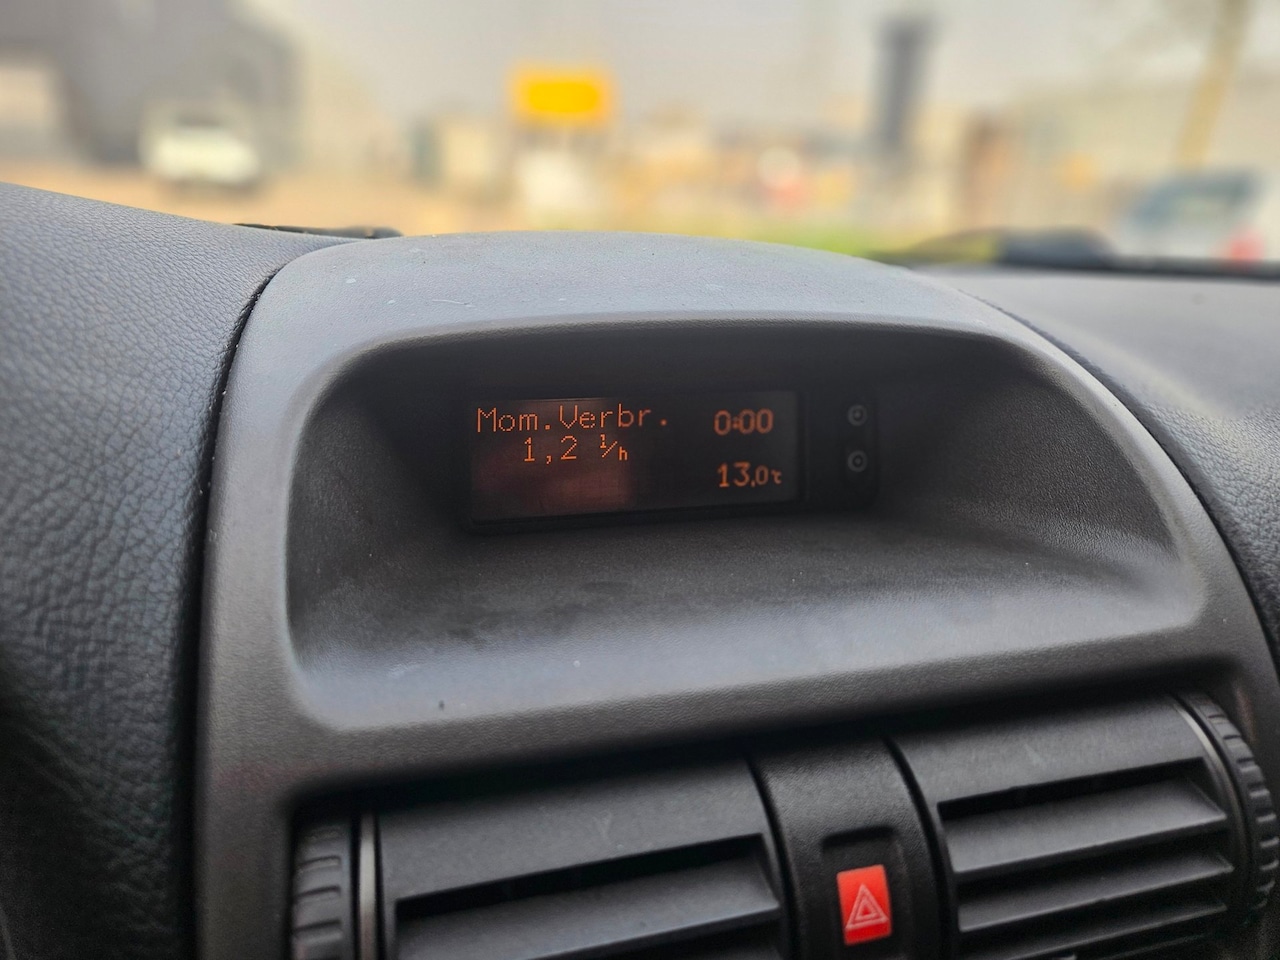 Mom.Verbr. 0:00
1,2 l/h
13,0℃